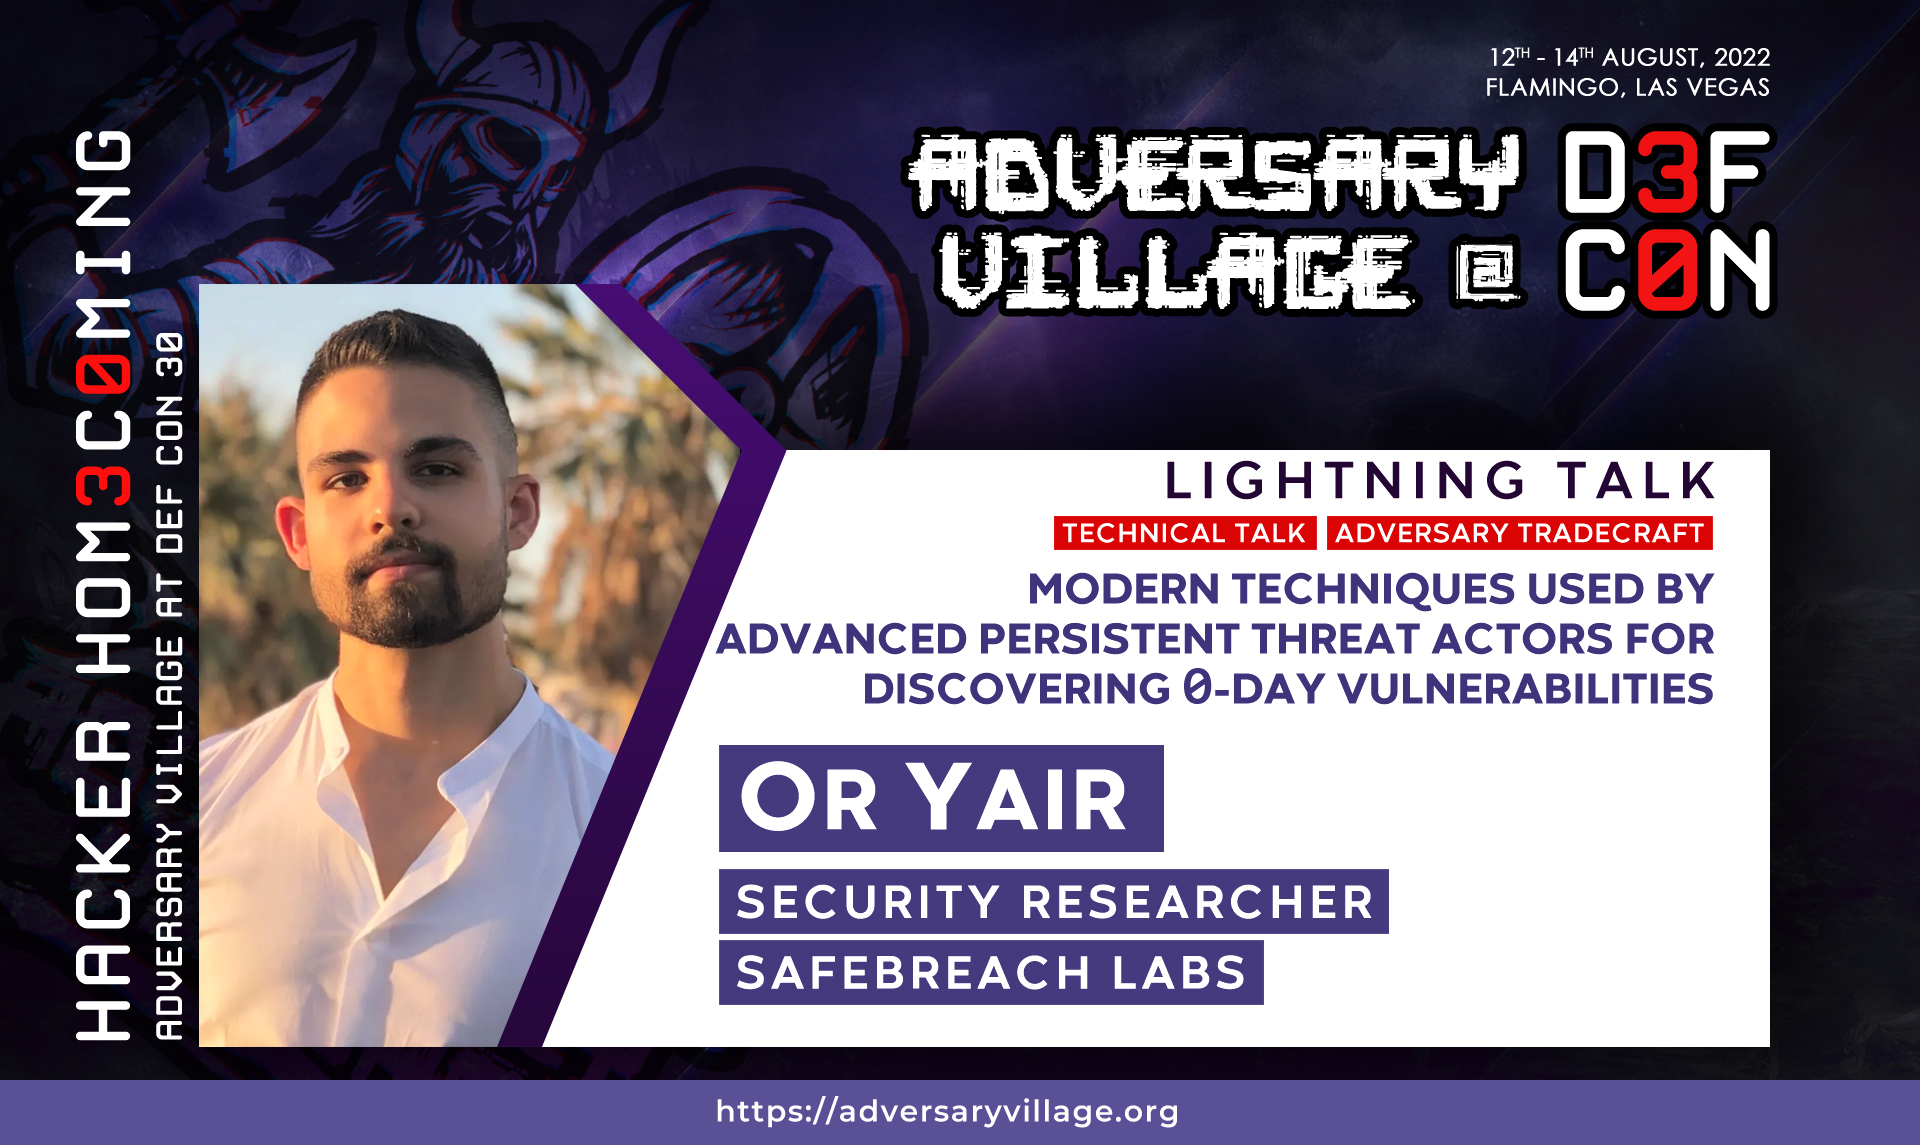 12TH - 14TH AUGUST, 2022
FLAMINGO, LAS VEGAS
ADVERSARY D3F
VILLAGE @ C0N
HACKER HOM3C0MING
ADVERSARY VILLAGE AT DEF CON 30
LIGHTNING TALK
TECHNICAL TALK ADVERSARY TRADECRAFT
MODERN TECHNIQUES USED BY
ADVANCED PERSISTENT THREAT ACTORS FOR
DISCOVERING 0-DAY VULNERABILITIES
OR YAIR
SECURITY RESEARCHER
SAFEBREACH LABS
https://adversaryvillage.org